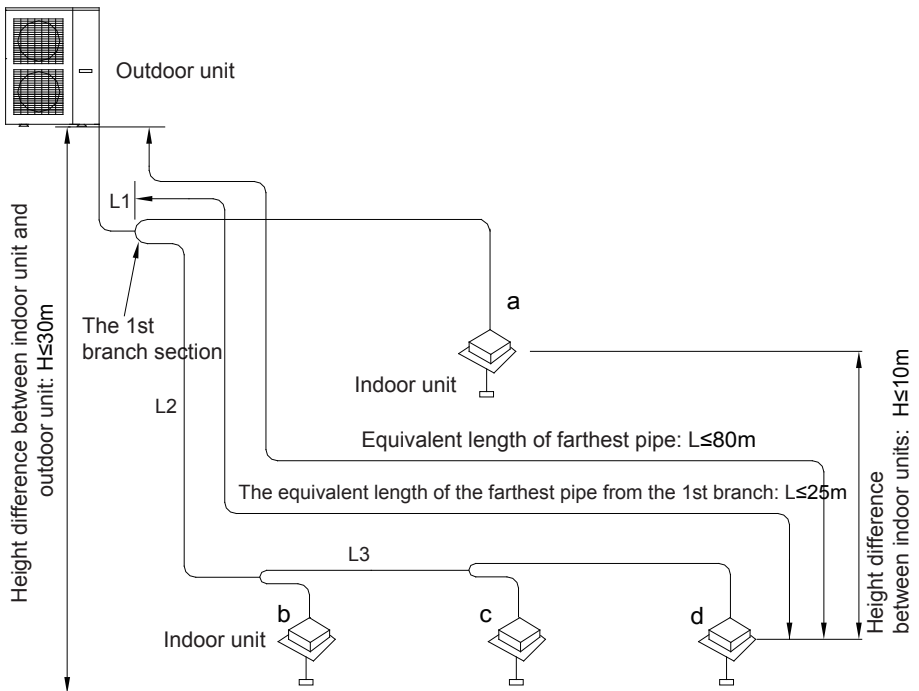 Outdoor unit
L1
The 1st
branch section
a
Indoor unit
L2
Equivalent length of farthest pipe: L≤80m
The equivalent length of the farthest pipe from the 1st branch: L≤25m
L3
b
c
d
Indoor unit
Height difference between indoor unit and
outdoor unit: H≤30m
Height difference
between indoor units: H≤10m